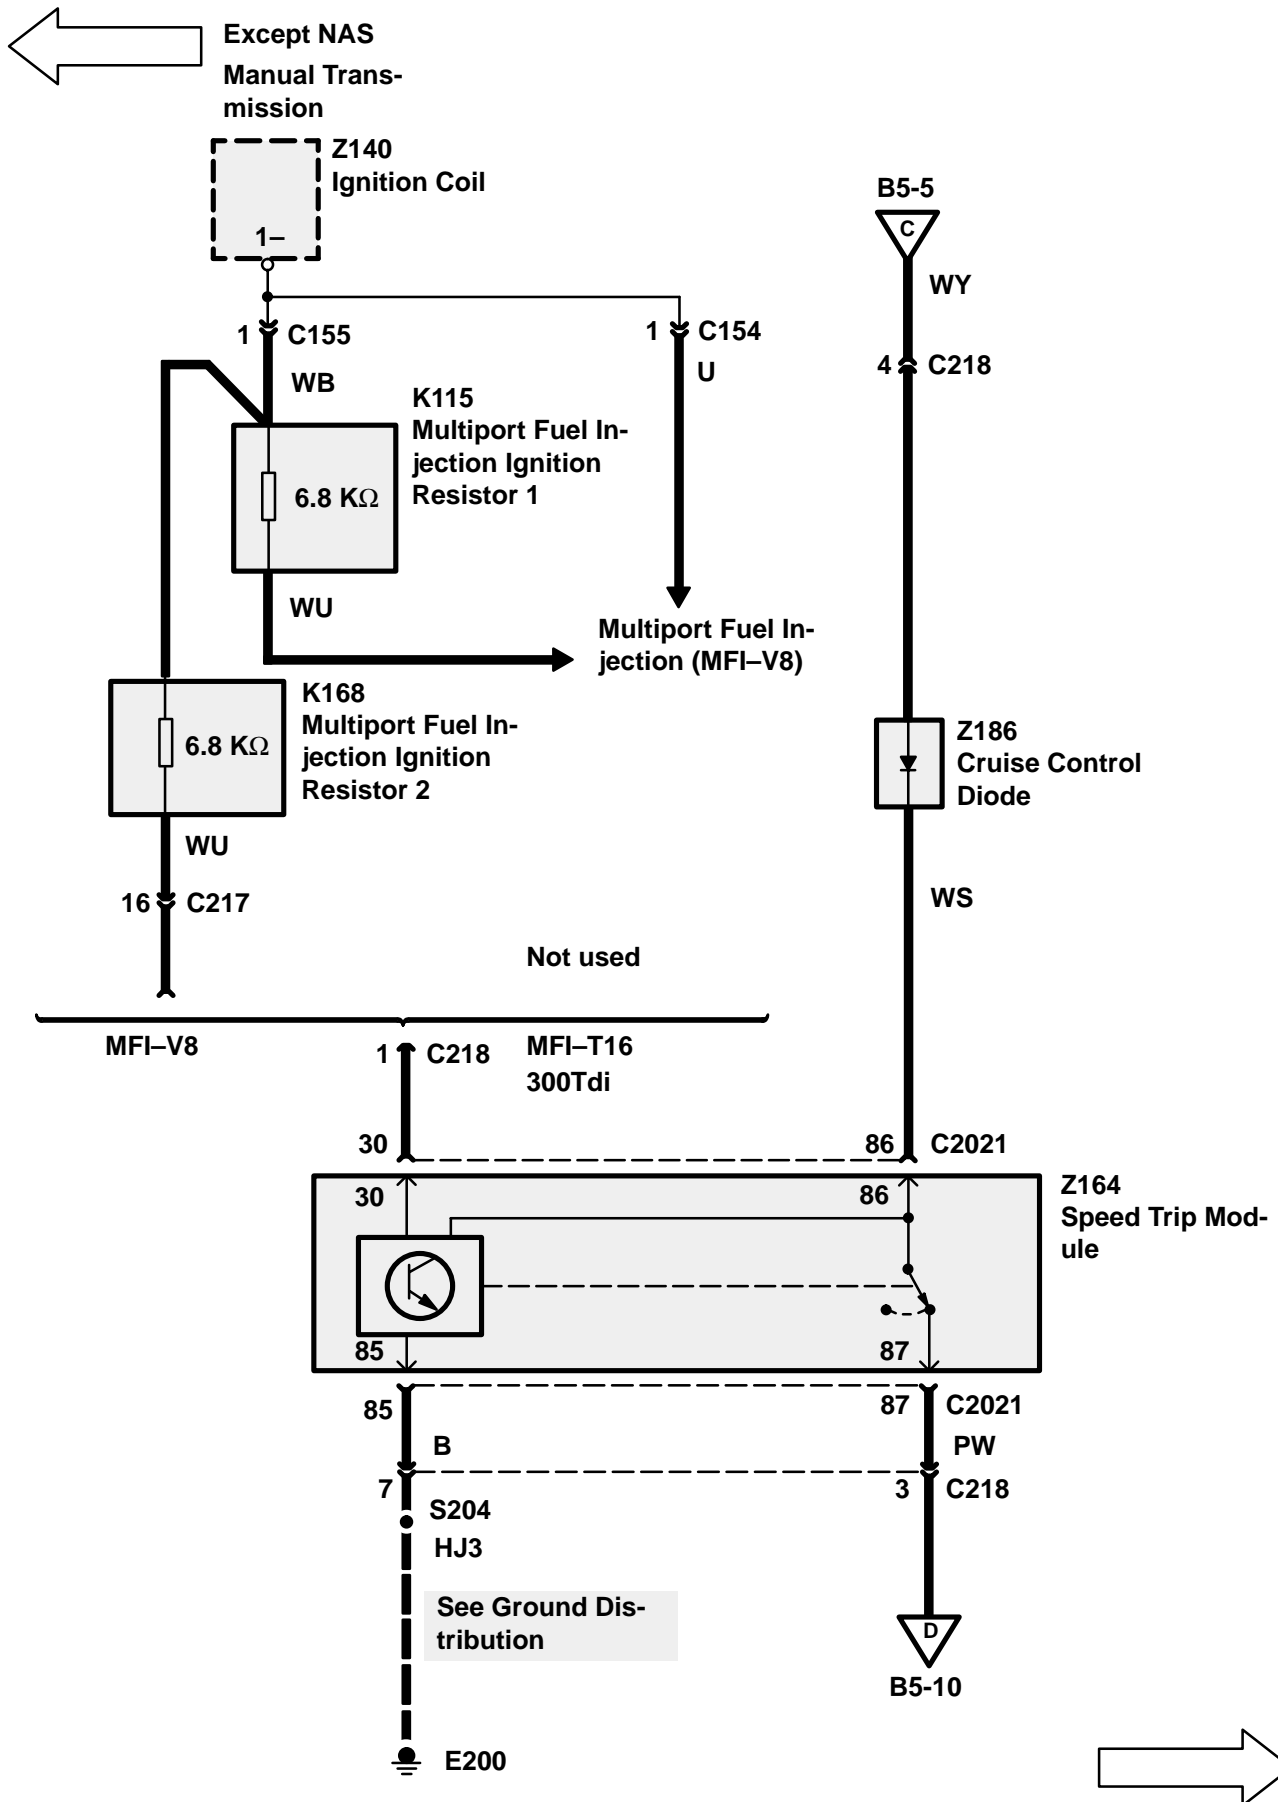 Except NAS
Manual Trans-
mission
Z140
Ignition Coil
1–
B5-5
C
WY
1 C155
1 C154
4 C218
WB
U
K115
Multiport Fuel In-
jection Ignition
Resistor 1
6.8 KΩ
WU
Multiport Fuel In-
jection (MFI–V8)
K168
Multiport Fuel In-
jection Ignition
Resistor 2
6.8 KΩ
Z186
Cruise Control
Diode
WU
16 C217
WS
Not used
MFI–V8
1 C218
MFI–T16
300Tdi
30
86 C2021
30
86
Z164
Speed Trip Mod-
ule
85
87
85
87 C2021
B
PW
7
3 C218
S204
HJ3
See Ground Dis-
tribution
D
B5-10
E200